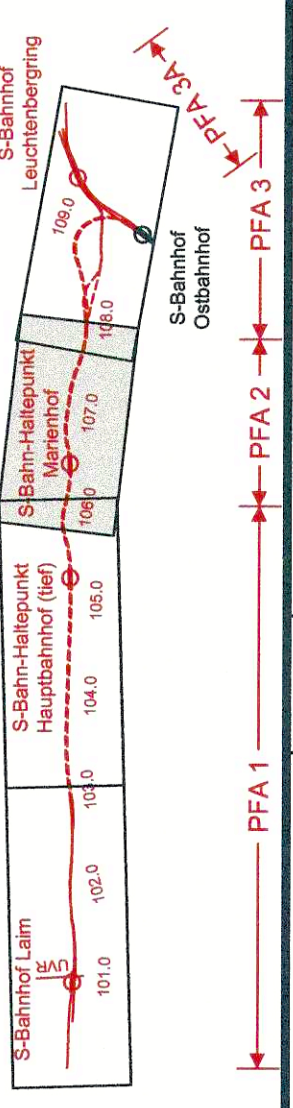 S-Bahnhof
Leuchtenbergring
S-Bahnhof
Ostbahnhof
S-Bahn-Haltepunkt
Marienhof
S-Bahn-Haltepunkt
Hauptbahnhof (tief)
S-Bahnhof Laim
101.0
102.0
103.0
104.0
105.0
106.0
107.0
108.0
109.0
PFA 1
PFA 2
PFA 3
PFA 3A